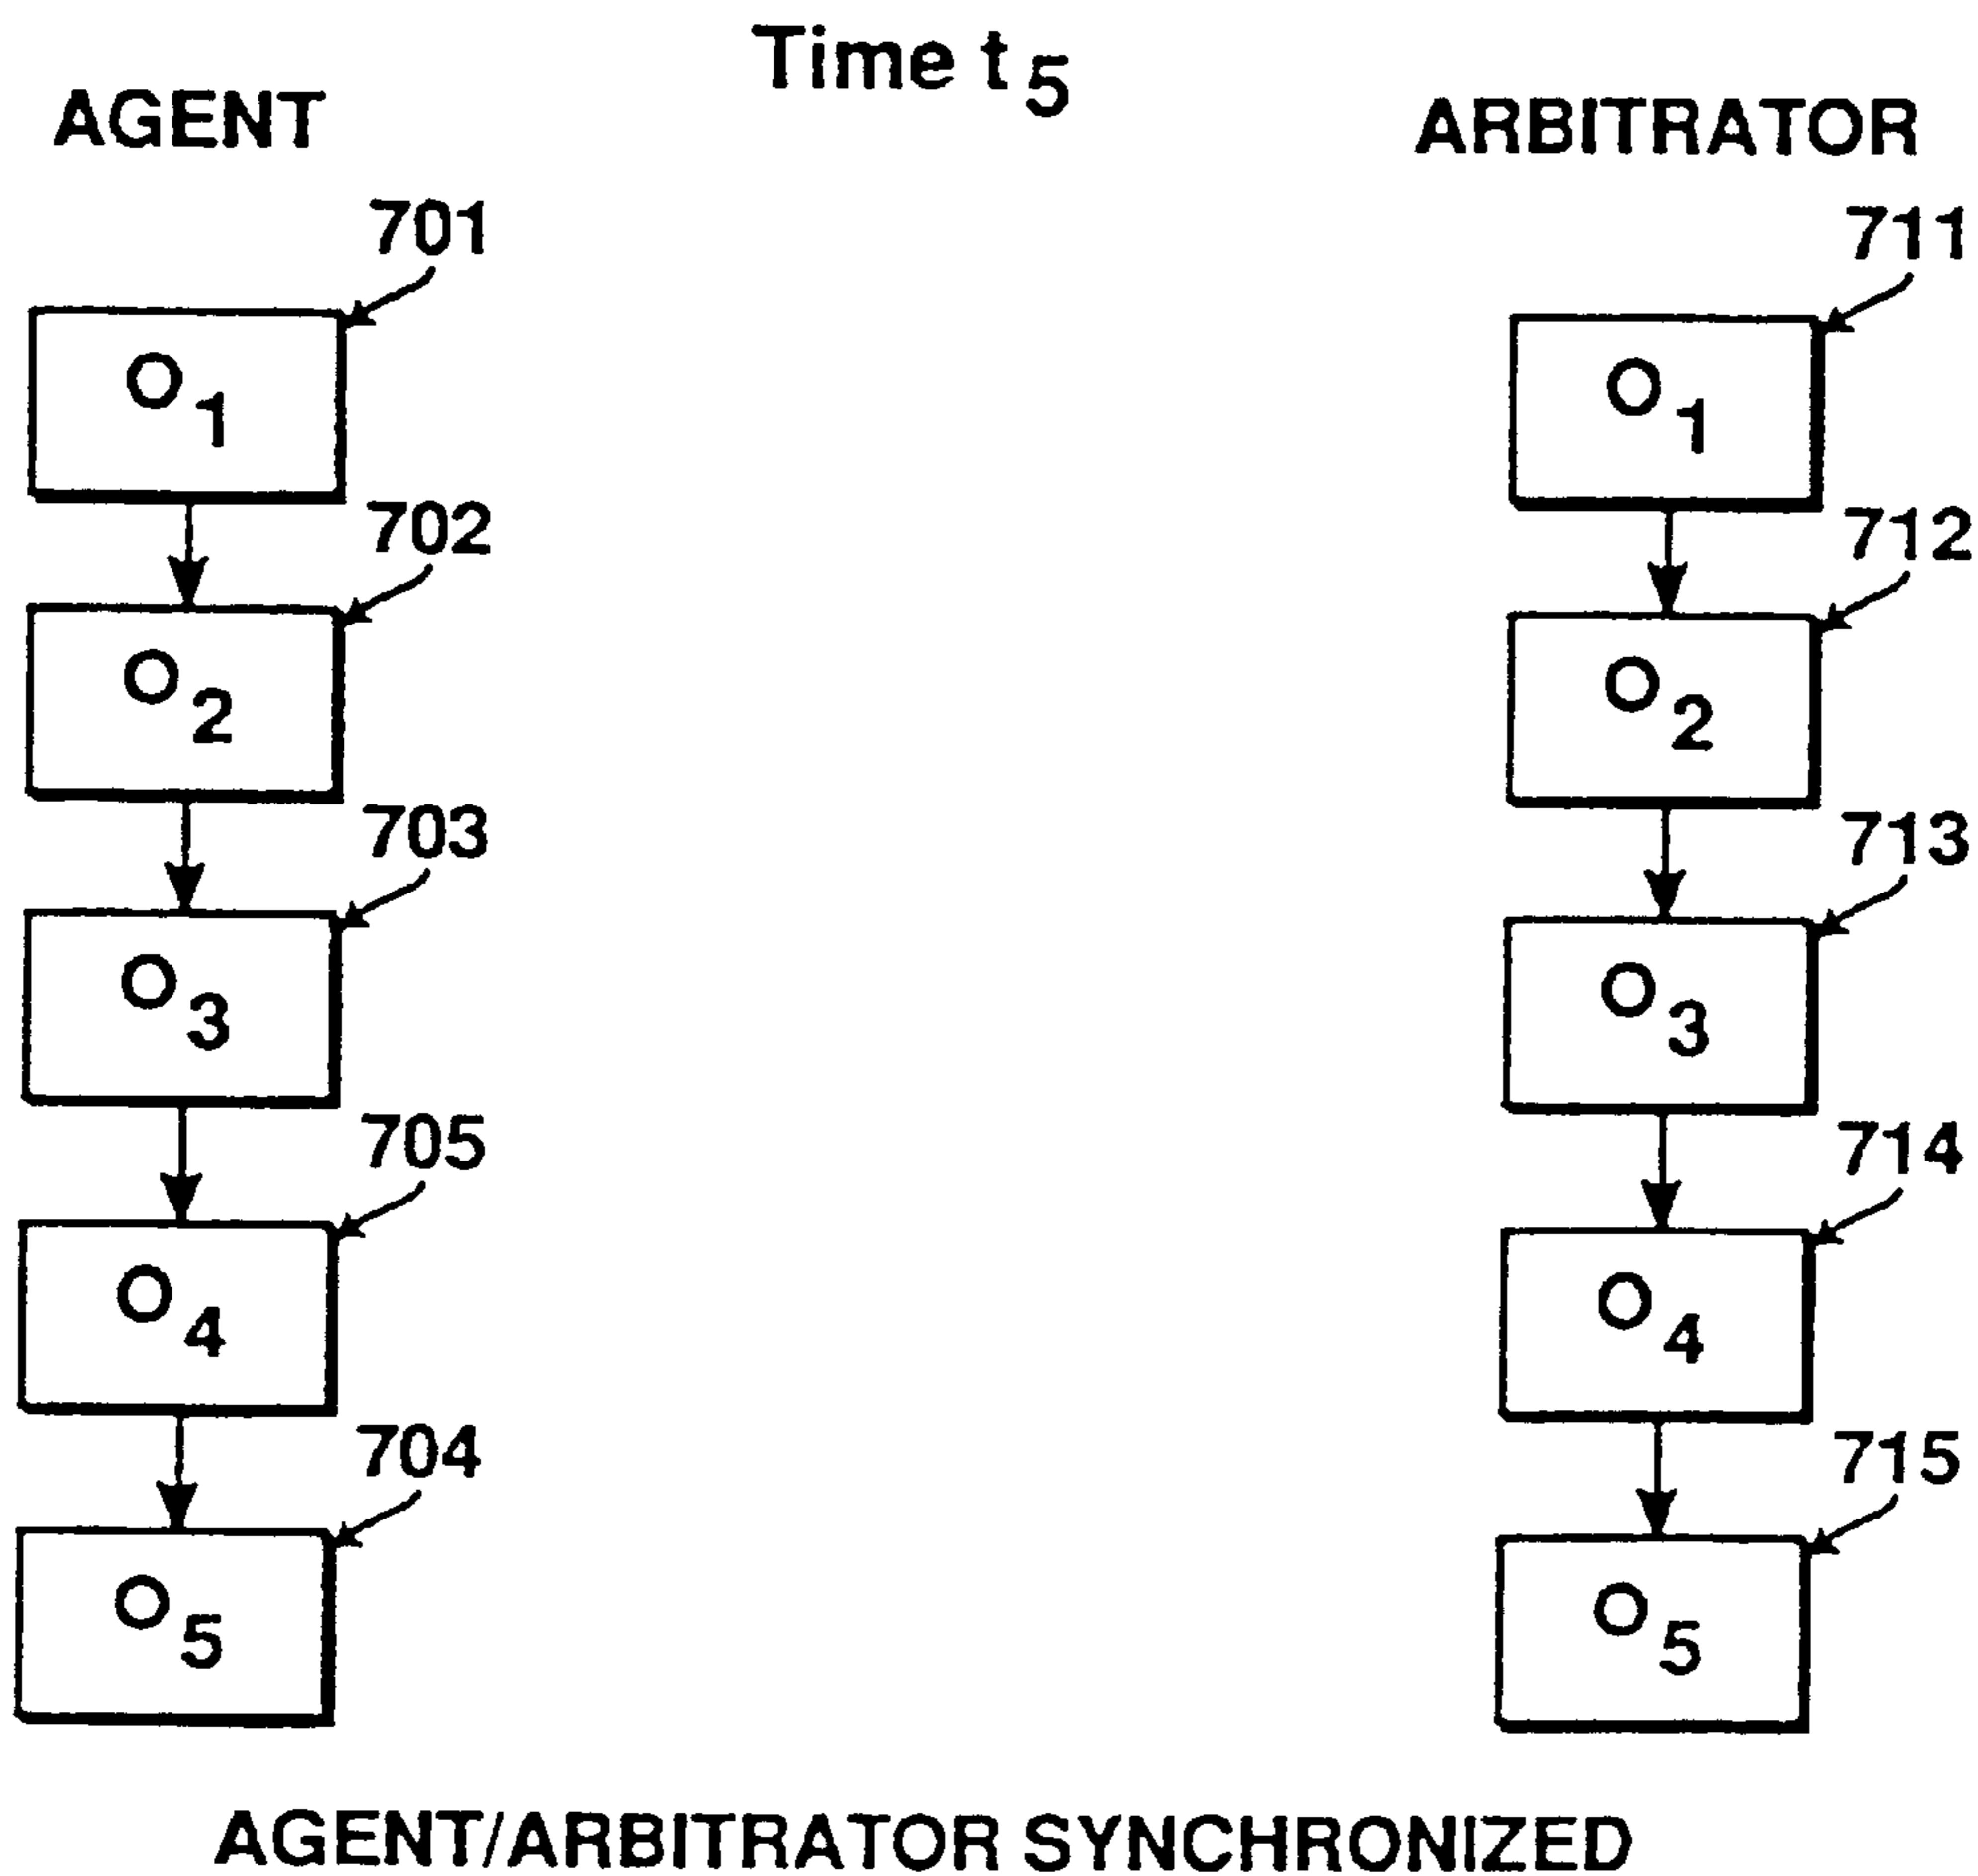 Time t5
AGENT
ARBITRATOR
701
711
O1
O1
702
712
O2
O2
703
713
O3
O3
705
714
O4
O4
704
715
O5
O5
AGENT/ARBITRATOR SYNCHRONIZED